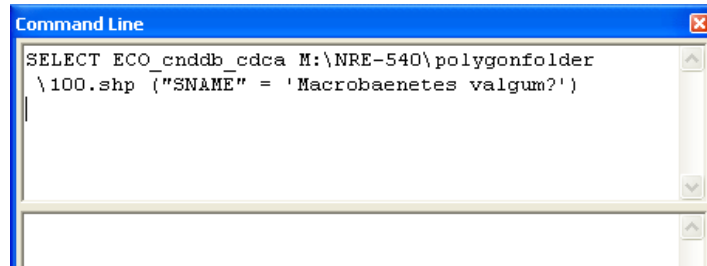 Command Line
SELECT ECO_cnddb_cdca M:\NRE-540\polygonfolder
\100.shp ("SNAME" = 'Macrobaenetes valgum?')